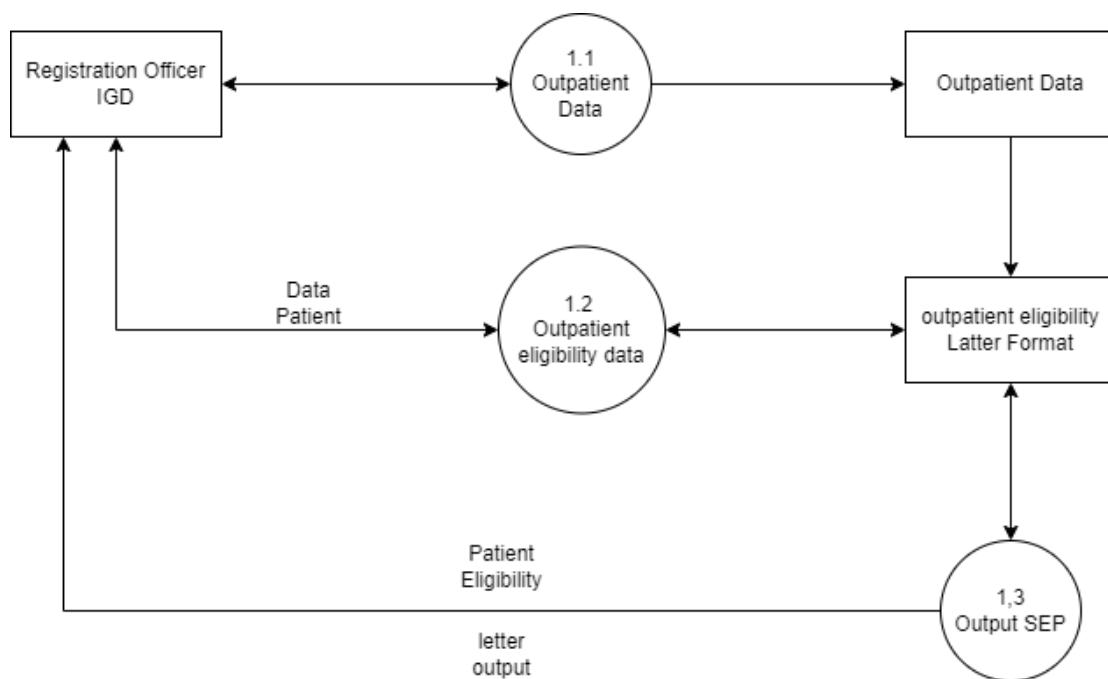 Registration Officer
IGD
1.1
Outpatient
Data
Outpatient Data
Data
Patient
1.2
Outpatient
eligibility data
outpatient eligibility
Latter Format
Patient
Eligibility
letter
output
1,3
Output SEP